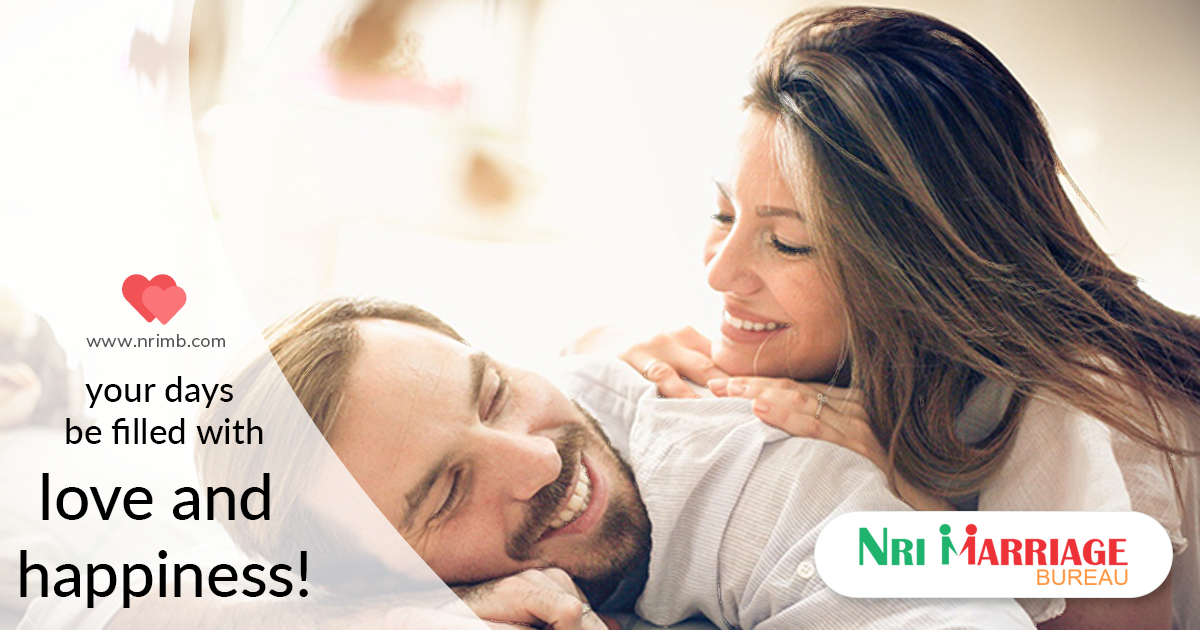 www.nrimb.com
your days
be filled with
love and
happiness!
NRI MARRIAGE
BUREAU